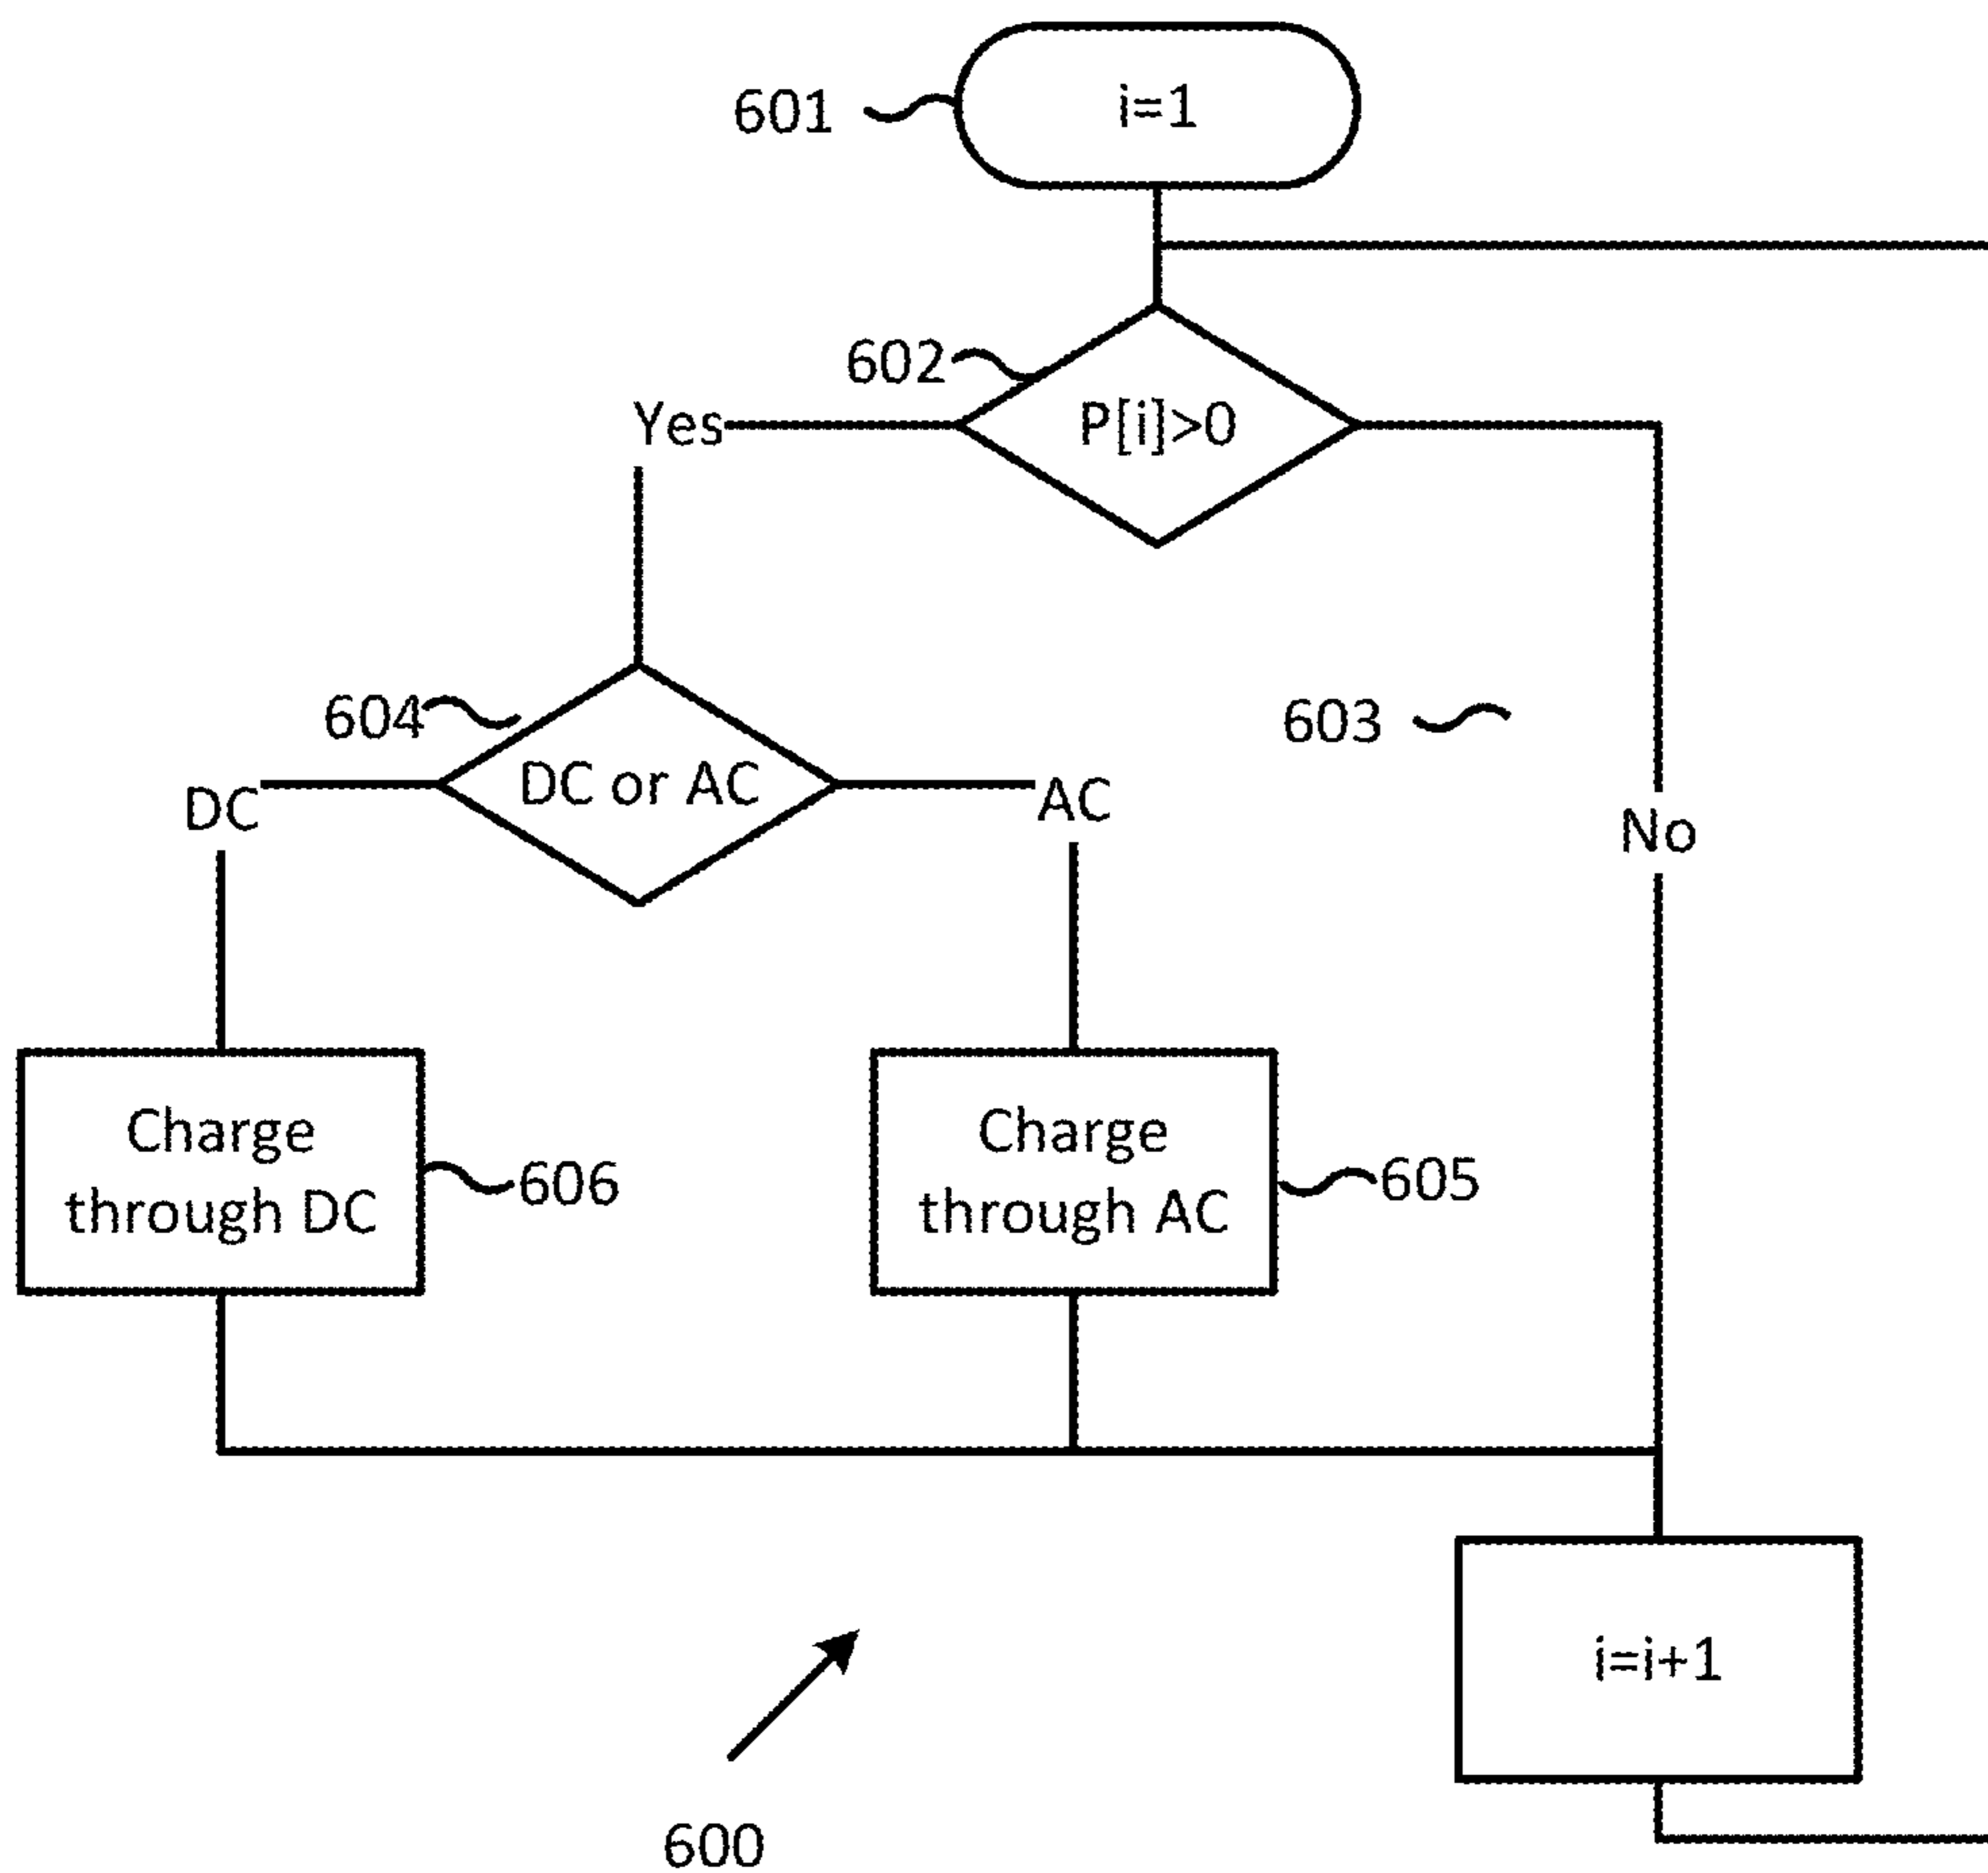 601
i=1
602
Yes
P[i]>0
604
603
DC
DC or AC
AC
No
Charge
through DC
606
Charge
through AC
605
i=i+1
600